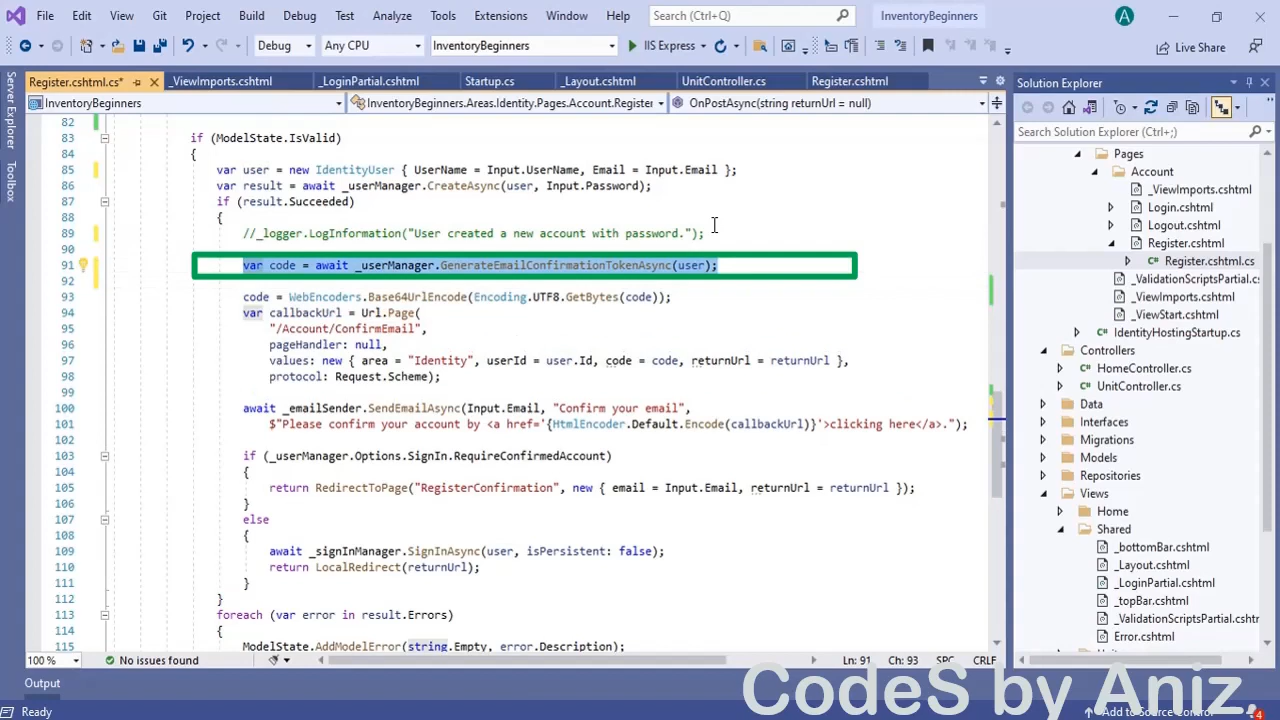 File Edit View Git Project Build Debug Test Analyze Tools Extensions Window Help Search (Ctrl+Q) InventoryBeginners A
Debug Any CPU InventoryBeginners IIS Express Live Share
Server Explorer
Toolbox
Register.cshtml.cs* _ViewImports.cshtml _LoginPartial.cshtml Startup.cs _Layout.cshtml UnitController.cs Register.cshtml
InventoryBeginners InventoryBeginners.Areas.Identity.Pages.Account.Register OnPostAsync(string returnUrl = null)
82
83 if (ModelState.IsValid)
84 {
85 var user = new IdentityUser { UserName = Input.UserName, Email = Input.Email };
86 var result = await _userManager.CreateAsync(user, Input.Password);
87 if (result.Succeeded)
88 {
89 //_logger.LogInformation("User created a new account with password.");
90
91 var code = await _userManager.GenerateEmailConfirmationTokenAsync(user);
92
93 code = WebEncoders.Base64UrlEncode(Encoding.UTF8.GetBytes(code));
94 var callbackUrl = Url.Page(
95 "/Account/ConfirmEmail",
96 pageHandler: null,
97 values: new { area = "Identity", userId = user.Id, code = code, returnUrl = returnUrl },
98 protocol: Request.Scheme);
99
100 await _emailSender.SendEmailAsync(Input.Email, "Confirm your email",
101 $"Please confirm your account by <a href='{HtmlEncoder.Default.Encode(callbackUrl)}'>clicking here</a>.");
102
103 if (_userManager.Options.SignIn.RequireConfirmedAccount)
104 {
105 return RedirectToPage("RegisterConfirmation", new { email = Input.Email, returnUrl = returnUrl });
106 }
107 else
108 {
109 await _signInManager.SignInAsync(user, isPersistent: false);
110 return LocalRedirect(returnUrl);
111 }
112 }
113 foreach (var error in result.Errors)
114 {
115 ModelState.AddModelError(string.Empty, error.Description);
100 % No issues found Ln: 91 Ch: 93 SPC CRLF
Solution Explorer
Search Solution Explorer (Ctrl+;)
Pages
Account
_ViewImports.cshtml
Login.cshtml
Logout.cshtml
Register.cshtml
Register.cshtml.cs
_ValidationScriptsPartial.cs
_ViewImports.cshtml
_ViewStart.cshtml
IdentityHostingStartup.cs
Controllers
HomeController.cs
UnitController.cs
Data
Interfaces
Migrations
Models
Repositories
Views
Home
Shared
_bottomBar.cshtml
_Layout.cshtml
_LoginPartial.cshtml
_topBar.cshtml
_ValidationScriptsPartial.cshtm
Error.cshtml
Output
Ready Add to Source Control 4
CodeS by Aniz.